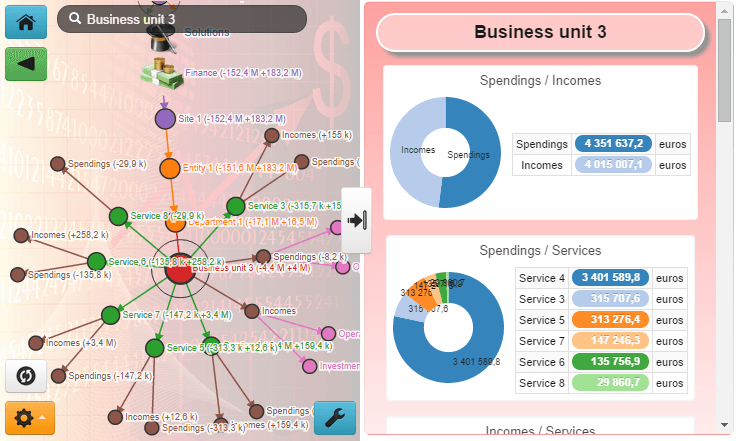 Business unit 3
Solutions
Finance (-152,4 M +183,2 M)
Site 1 (-152,4 M +183,2 M)
Incomes (+155 k)
Spendings (-29,9 k)
Entity 1 (-151,6 M +183,2 M)
Spendings (
Service 3 (-315,7 k +15
Service 8 (-29,9 k)
Department 1 (-17,1 M +16,5 M)
Incomes (+258,2 k)
Spendings (-8,2 k)
Service 6 (-135,8 k +258,2 k)
Business unit 3 (-4,4 M +4 M)
O
Spendings (-135,8 k)
Service 7 (-147,2 k +3,4 M)
Incomes
Opera
Incomes (+3,4 M)
Service 5 (-313,3 k +12,6 k)
M +159,4 k)
Investmen
Spendings (-147,2 k)
Spendings (
Incomes (+12,6 k)
Spendings (-313,3 k)
omes (+159,4 k)
Business unit 3
Spendings / Incomes
Incomes
Spendings
Spendings 4 351 637,2 euros
Incomes 4 015 007,1 euros
Spendings / Services
313 276
315 707,6
3 401 589,8
Service 4 3 401 589,8 euros
Service 3 315 707,6 euros
Service 5 313 276,4 euros
Service 7 147 246,3 euros
Service 6 135 756,9 euros
Service 8 29 860,7 euros
Incomes / Services